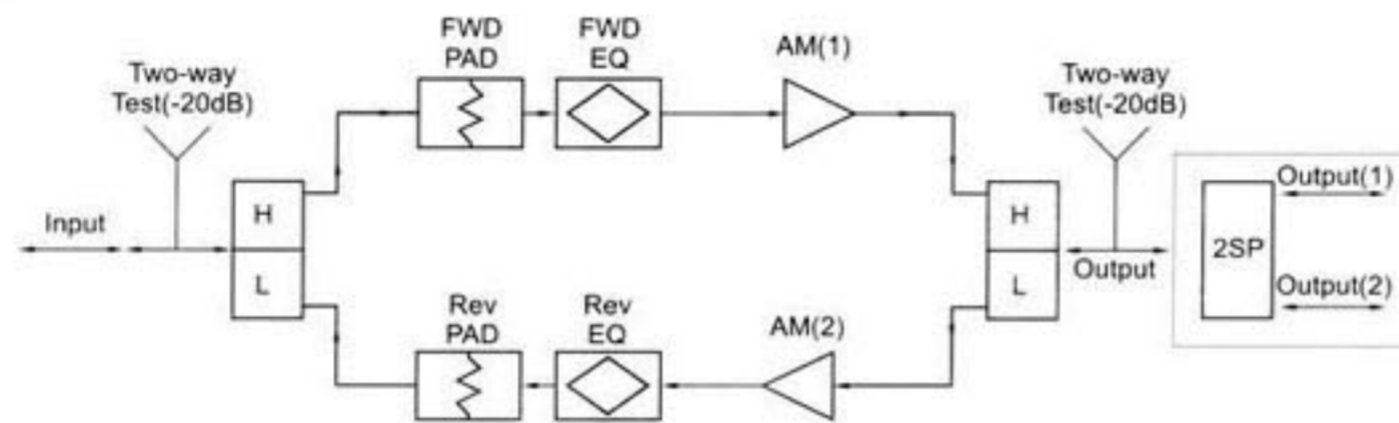 FWD
PAD
FWD
EQ
AM(1)
Two-way
Test(-20dB)
Two-way
Test(-20dB)
Input
H
L
H
L
Output
2SP
Output(1)
Output(2)
Rev
PAD
Rev
EQ
AM(2)